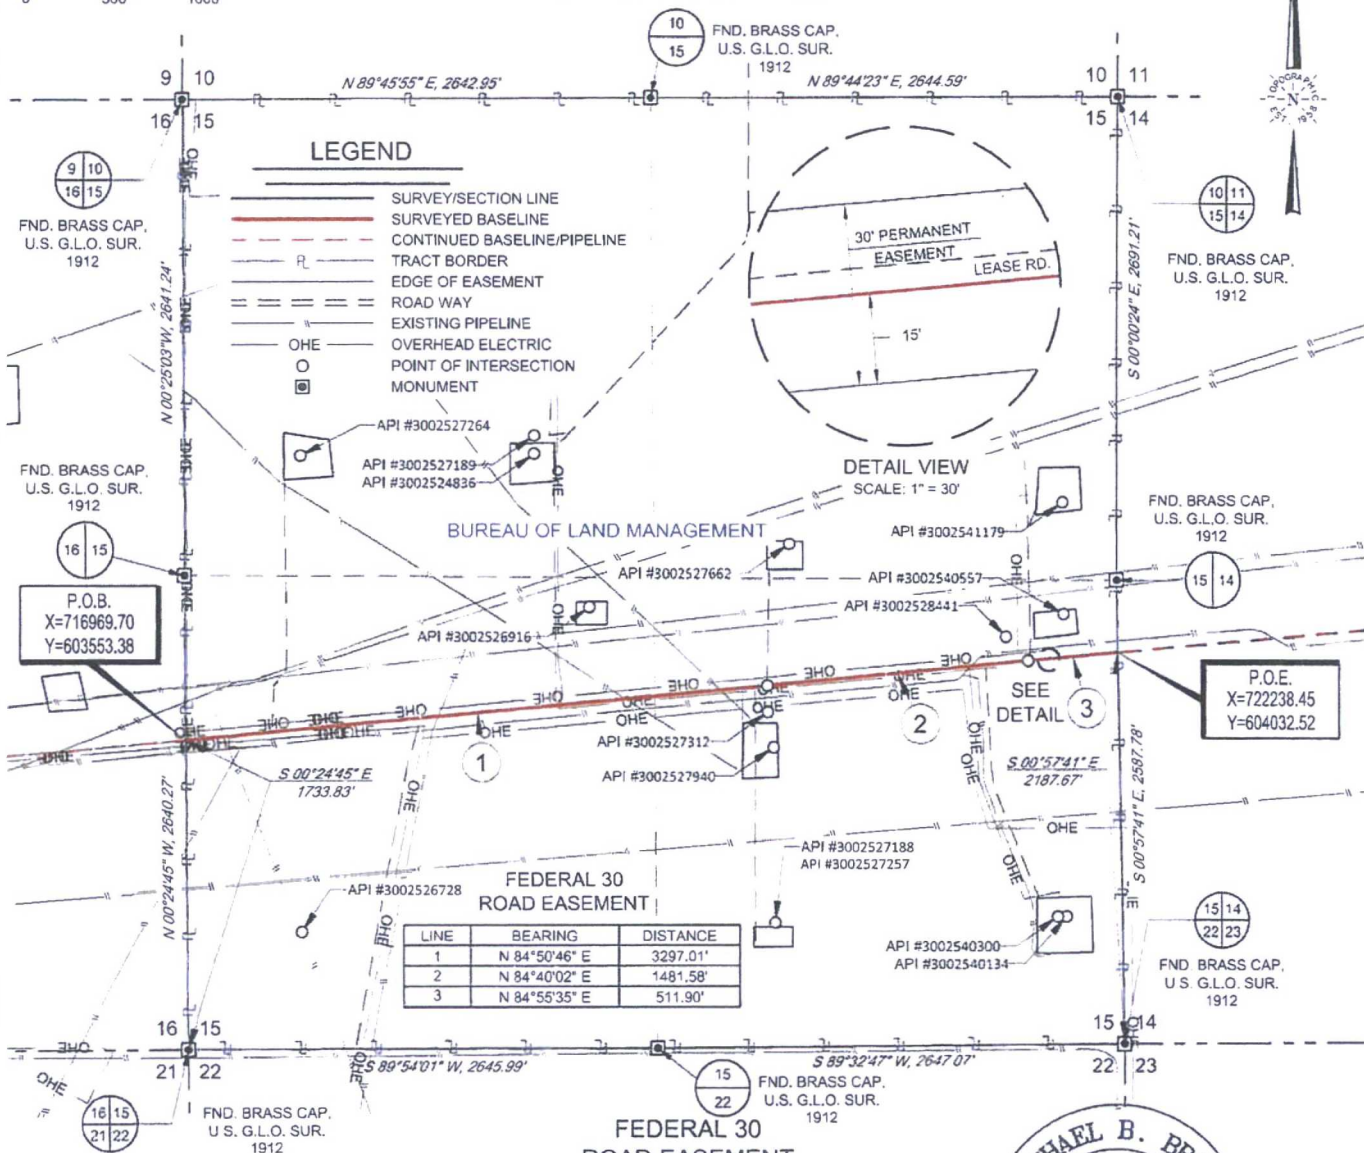 10
15
FND. BRASS CAP,
U.S. G.L.O. SUR.
1912
N 89°45'55" E, 2642.95'
N 89°44'23" E, 2644.59'
9 10
16 15
10 11
15 14
TOPOGRAPHIC
N
EST. 1958
9 10
16 15
FND. BRASS CAP,
U.S. G.L.O. SUR.
1912
LEGEND
SURVEY/SECTION LINE
SURVEYED BASELINE
CONTINUED BASELINE/PIPELINE
TRACT BORDER
EDGE OF EASEMENT
ROAD WAY
EXISTING PIPELINE
OHE OVERHEAD ELECTRIC
POINT OF INTERSECTION
MONUMENT
30' PERMANENT
EASEMENT
LEASE RD.
15'
DETAIL VIEW
SCALE: 1" = 30'
10 11
15 14
FND. BRASS CAP,
U.S. G.L.O. SUR.
1912
N 00°25'03" W, 2641.24'
S 00°00'24" E, 2691.21'
API #3002527264
API #3002527189
API #3002524836
FND. BRASS CAP,
U.S. G.L.O. SUR.
1912
16 15
BUREAU OF LAND MANAGEMENT
API #3002541179
FND. BRASS CAP,
U.S. G.L.O. SUR.
1912
15 14
API #3002527662
API #3002540557
API #3002528441
API #3002526916
P.O.B.
X=716969.70
Y=603553.38
P.O.E.
X=722238.45
Y=604032.52
SEE
DETAIL
1
2
3
API #3002527312
API #3002527940
S 00°24'45" E
1733.83'
S 00°57'41" E
2187.67'
N 00°24'45" W, 2640.27'
S 00°57'41" E, 2587.78'
OHE
API #3002527188
API #3002527257
API #3002526728
FEDERAL 30
ROAD EASEMENT
LINE BEARING DISTANCE
1 N 84°50'46" E 3297.01'
2 N 84°40'02" E 1481.58'
3 N 84°55'35" E 511.90'
API #3002540300
API #3002540134
15 14
22 23
FND. BRASS CAP,
U.S. G.L.O. SUR.
1912
16 15
21 22
15 14
22 23
S 89°54'01" W, 2645.99'
S 89°32'47" W, 2647.07'
16 15
21 22
FND. BRASS CAP,
U.S. G.L.O. SUR.
1912
15
22
FND. BRASS CAP,
U.S. G.L.O. SUR.
1912
FEDERAL 30
ROAD EASEMENT